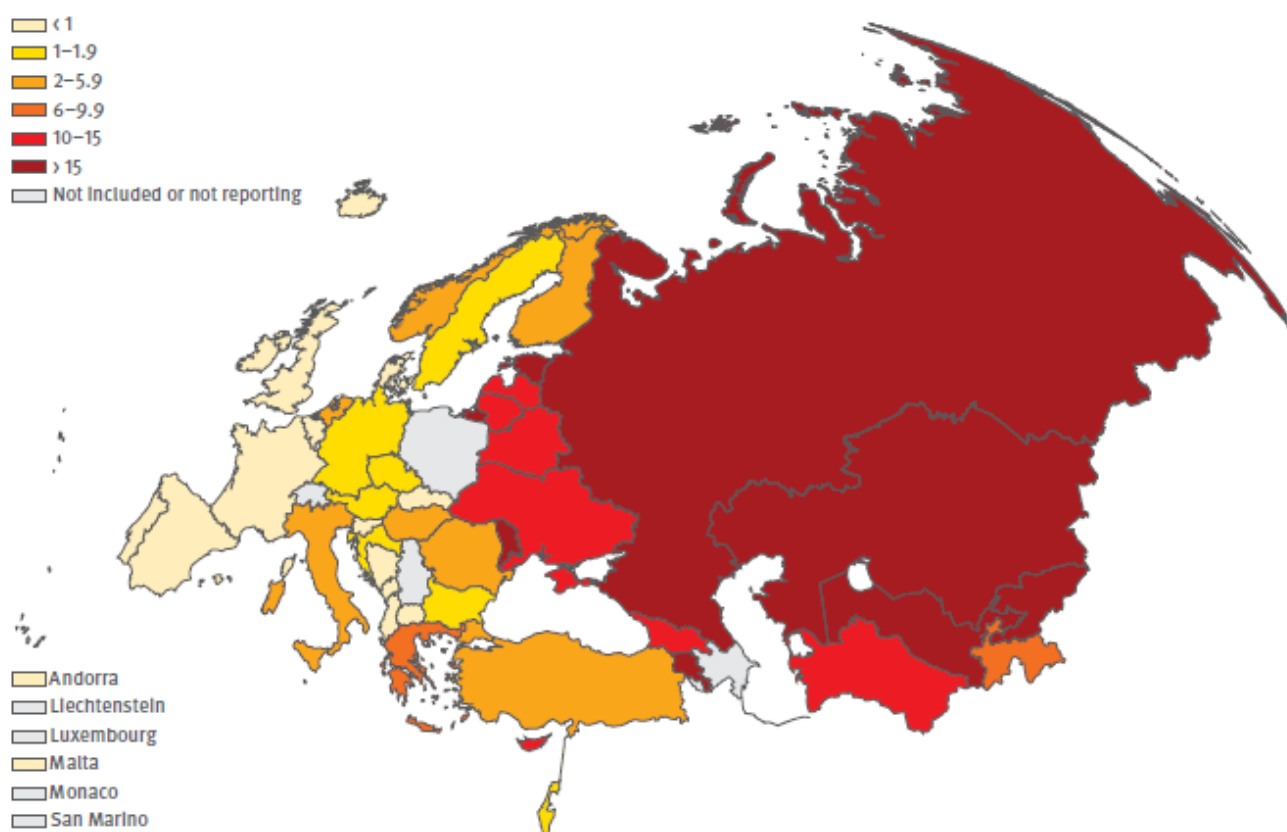 < 1
1–1.9
2–5.9
6–9.9
10–15
> 15
Not included or not reporting
Andorra
Liechtenstein
Luxembourg
Malta
Monaco
San Marino